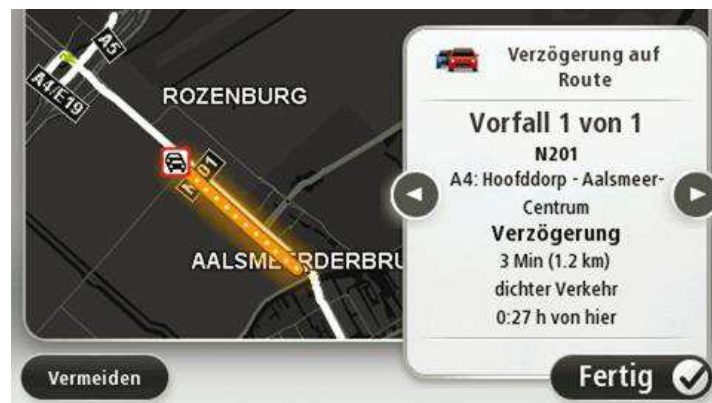 A5
A4/E19
ROZENBURG
AALSMEERDERBRU
Verzögerung auf
Route
Vorfall 1 von 1
N201
A4: Hoofddorp - Aalsmeer-
Centrum
Verzögerung
3 Min (1.2 km)
dichter Verkehr
0:27 h von hier
Vermeiden
Fertig